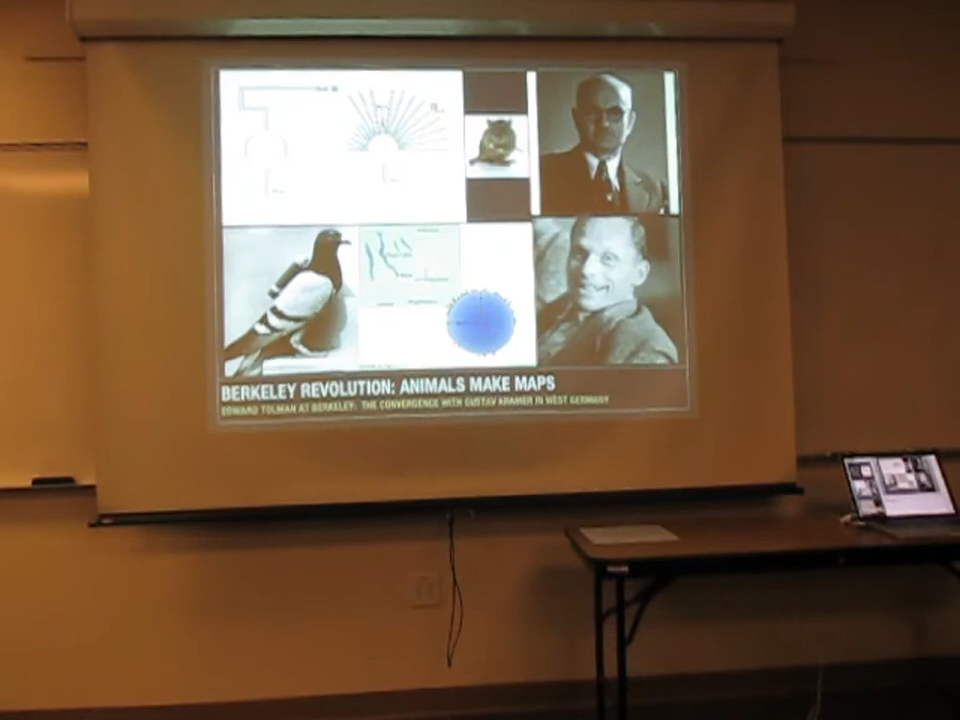 BERKELEY REVOLUTION: ANIMALS MAKE MAPS
EDWARD TOLMAN AT BERKELEY: THE CONVERGENCE WITH GUSTAV KRAMER IN WEST GERMANY